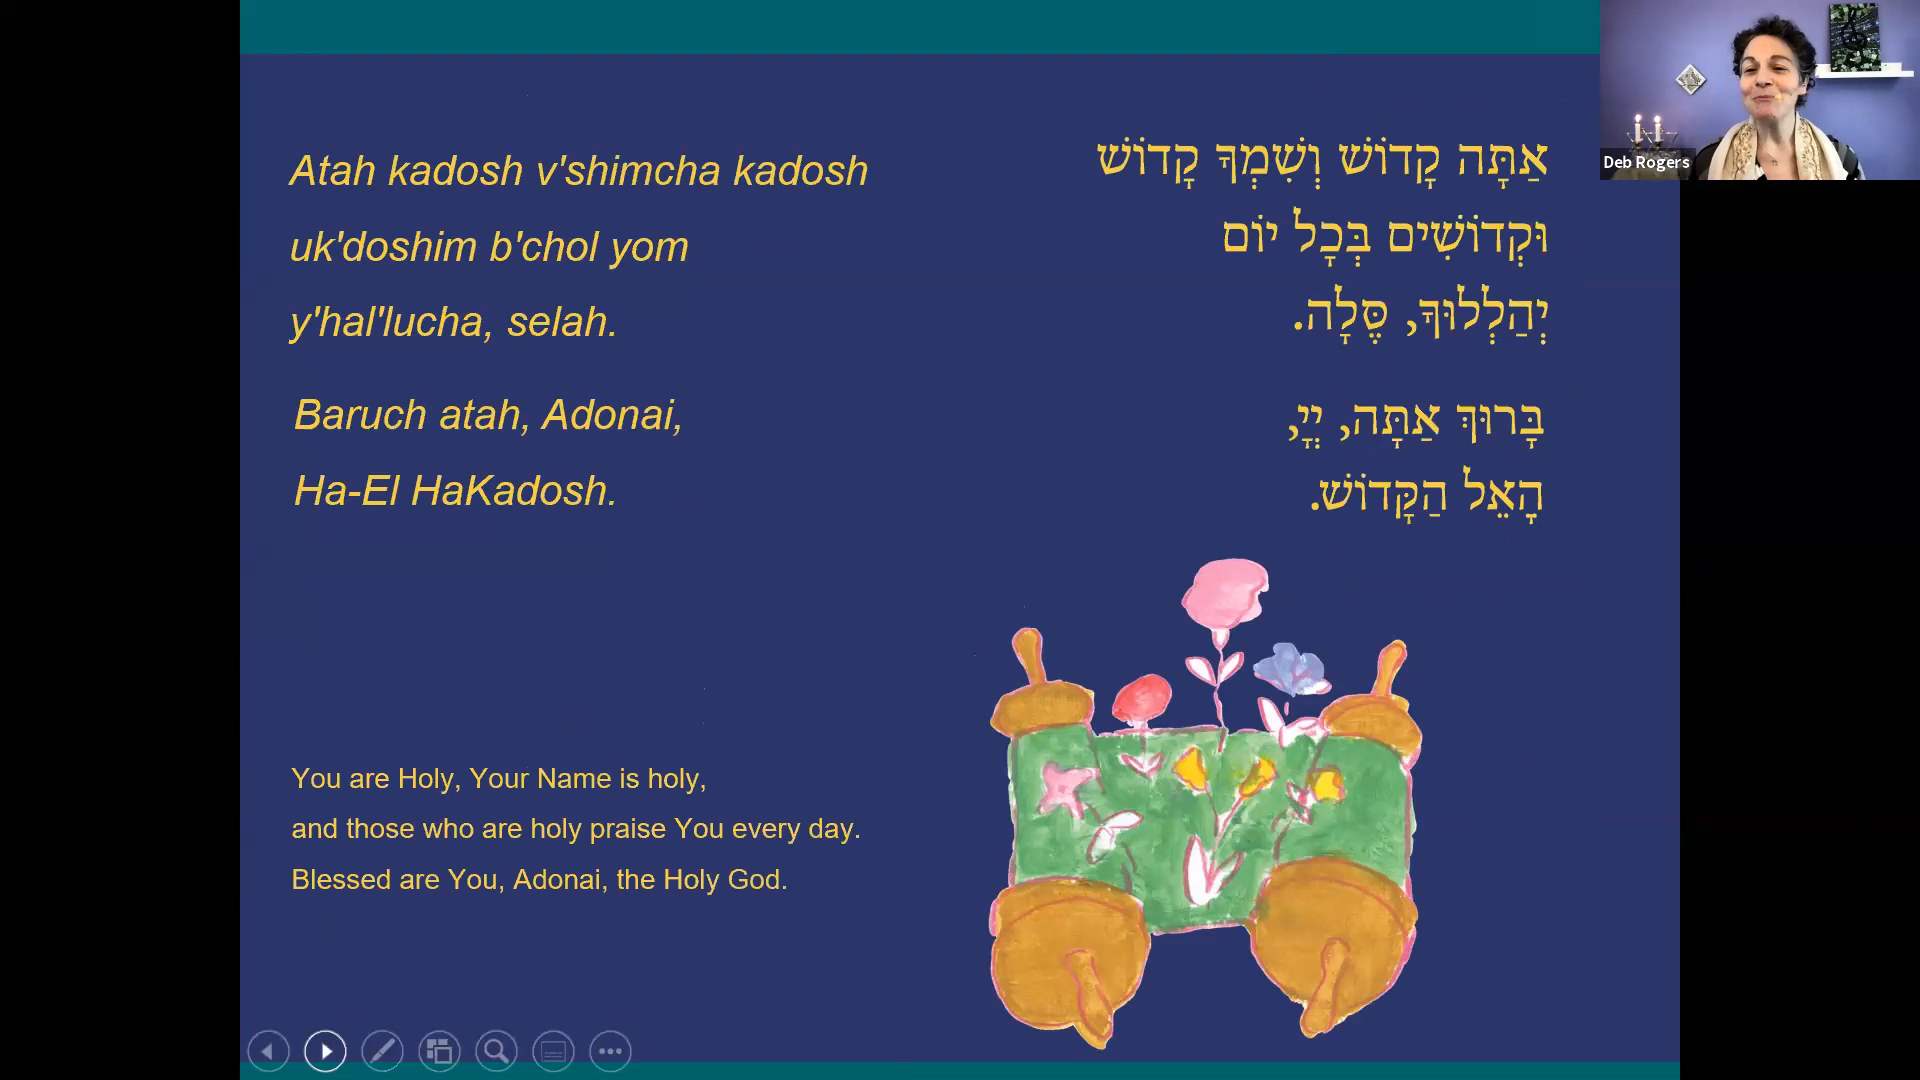 Atah kadosh v'shimcha kadosh
uk'doshim b'chol yom
y'hal'lucha, selah.
Baruch atah, Adonai,
Ha-El HaKadosh.
אַתָּה קָדוֹשׁ וְשִׁמְךָ קָדוֹשׁ
וּקְדוֹשִׁים בְּכָל יוֹם
יְהַלְלוּךָ, סֶּלָה.
בָּרוּךְ אַתָּה, יְיָ,
הָאֵל הַקָּדוֹשׁ.
You are Holy, Your Name is holy,
and those who are holy praise You every day.
Blessed are You, Adonai, the Holy God.
Deb Rogers